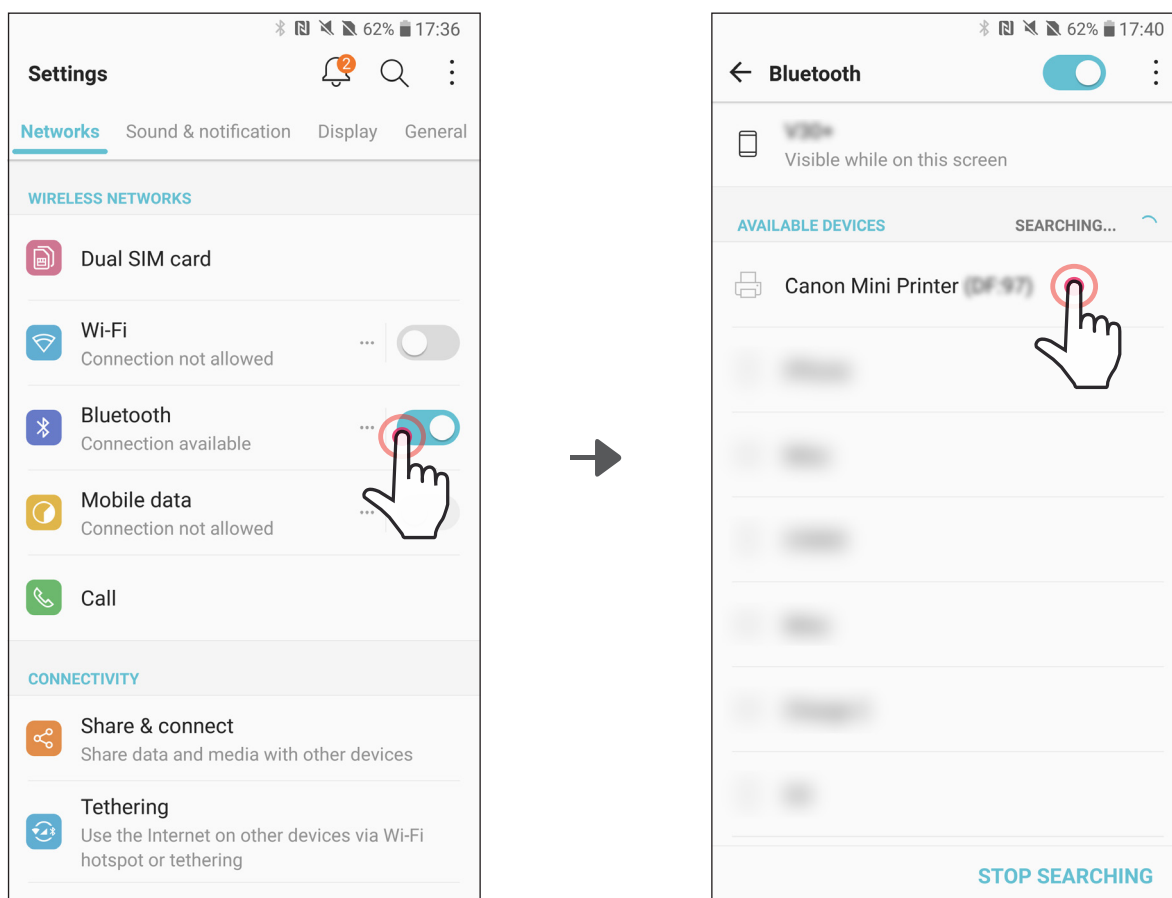 62% 17:36
Settings
2
Networks Sound & notification Display General
WIRELESS NETWORKS
Dual SIM card
Wi-Fi
Connection not allowed
Bluetooth
Connection available
Mobile data
Connection not allowed
Call
CONNECTIVITY
Share & connect
Share data and media with other devices
Tethering
Use the Internet on other devices via Wi-Fi
hotspot or tethering
62% 17:40
Bluetooth
Visible while on this screen
AVAILABLE DEVICES SEARCHING...
Canon Mini Printer
STOP SEARCHING